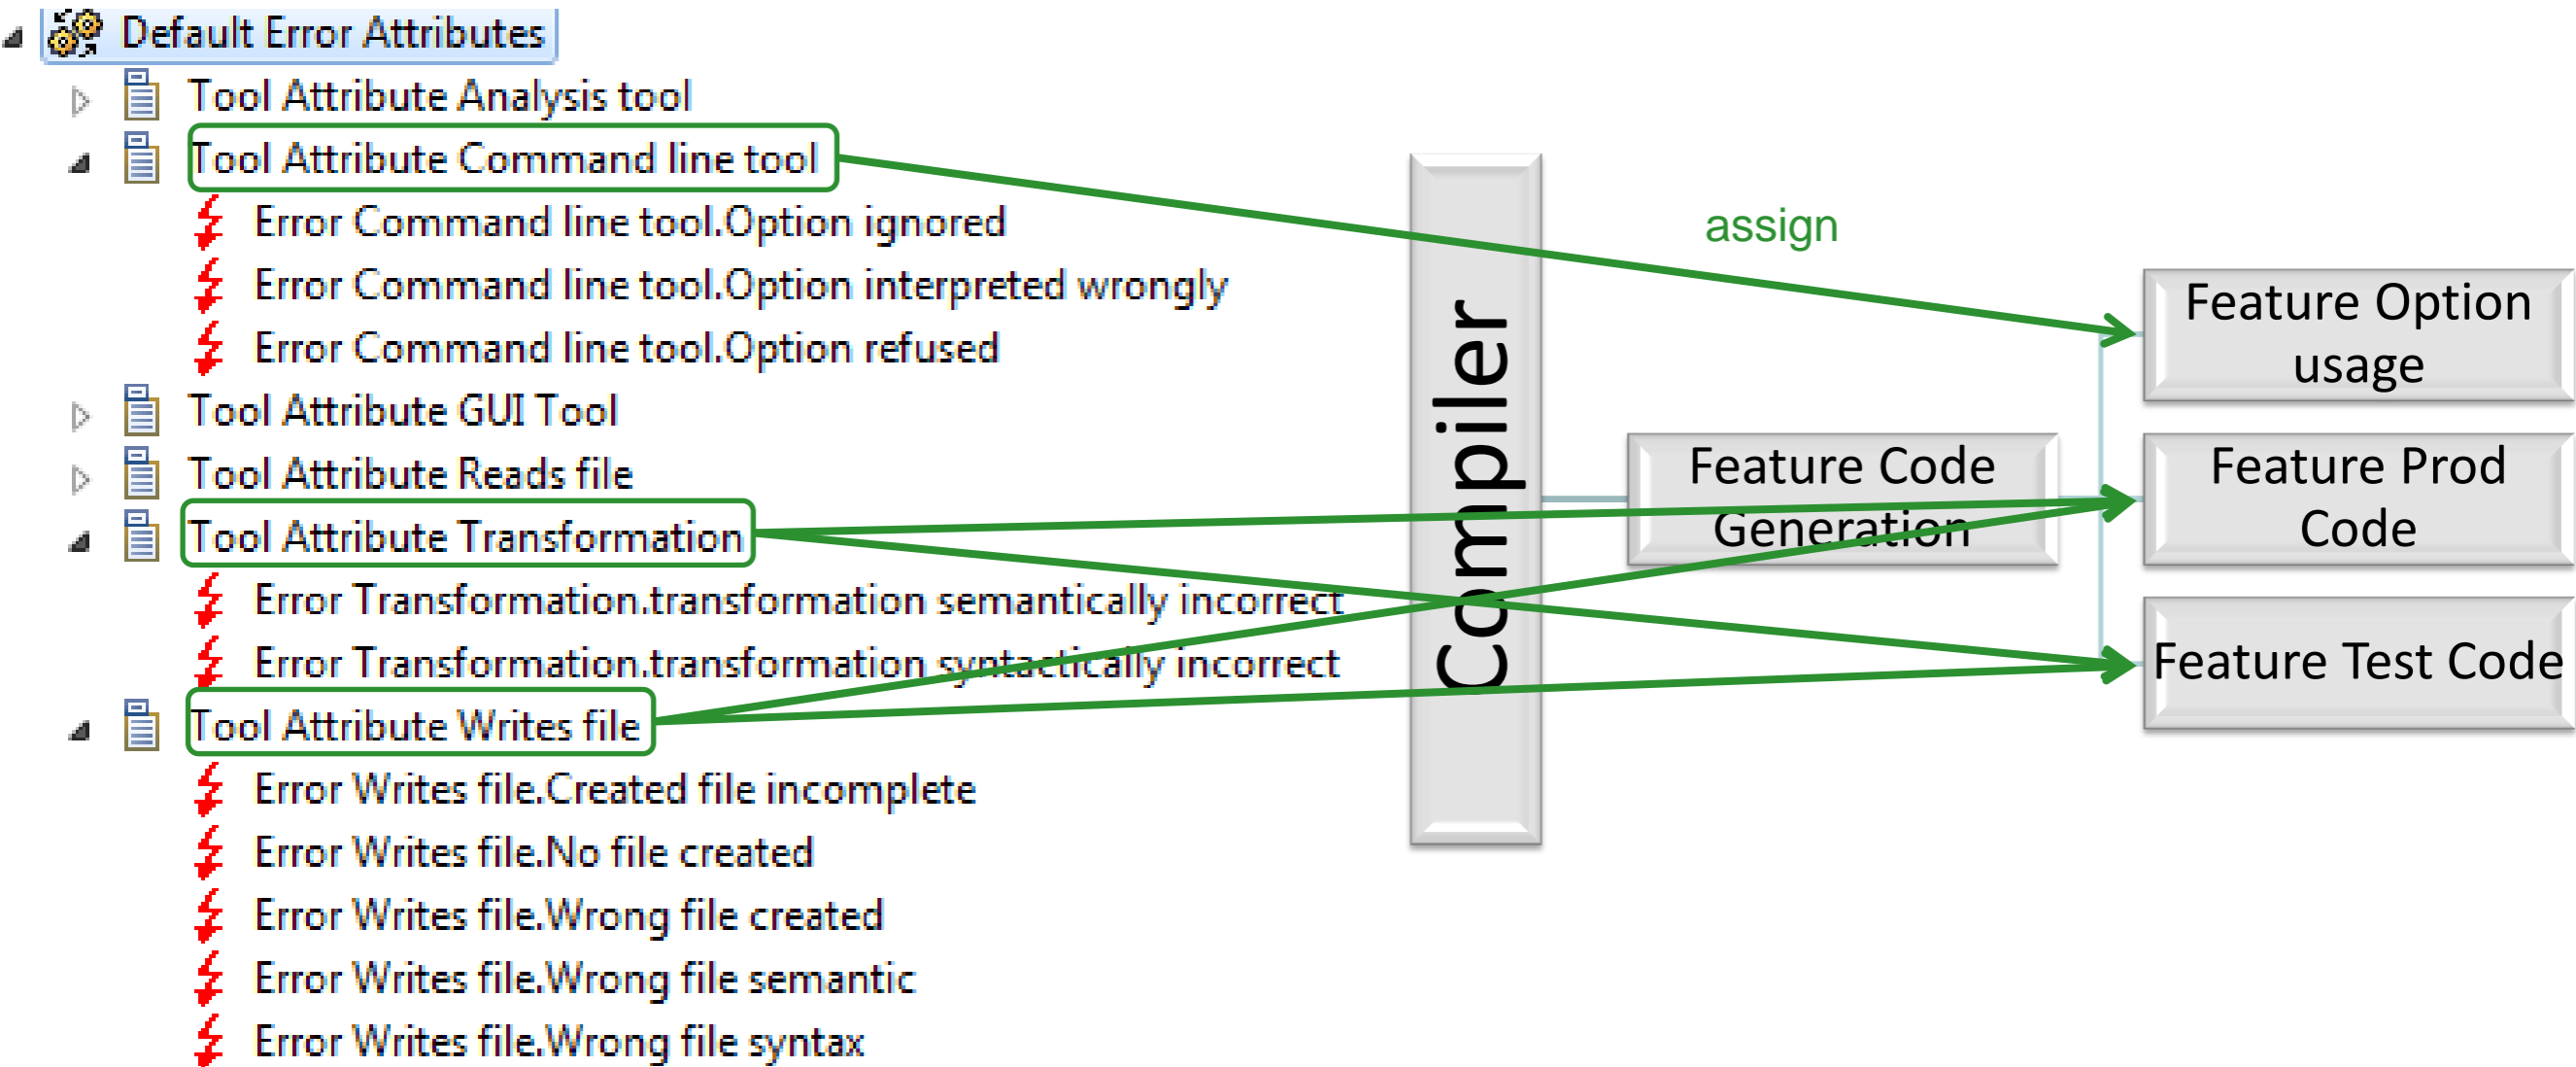 Default Error Attributes
Tool Attribute Analysis tool
Tool Attribute Command line tool
Error Command line tool.Option ignored
Error Command line tool.Option interpreted wrongly
Error Command line tool.Option refused
Tool Attribute GUI Tool
Tool Attribute Reads file
Tool Attribute Transformation
Error Transformation.transformation semantically incorrect
Error Transformation.transformation syntactically incorrect
Tool Attribute Writes file
Error Writes file.Created file incomplete
Error Writes file.No file created
Error Writes file.Wrong file created
Error Writes file.Wrong file semantic
Error Writes file.Wrong file syntax
Compiler
assign
Feature Code
Generation
Feature Option
usage
Feature Prod
Code
Feature Test Code